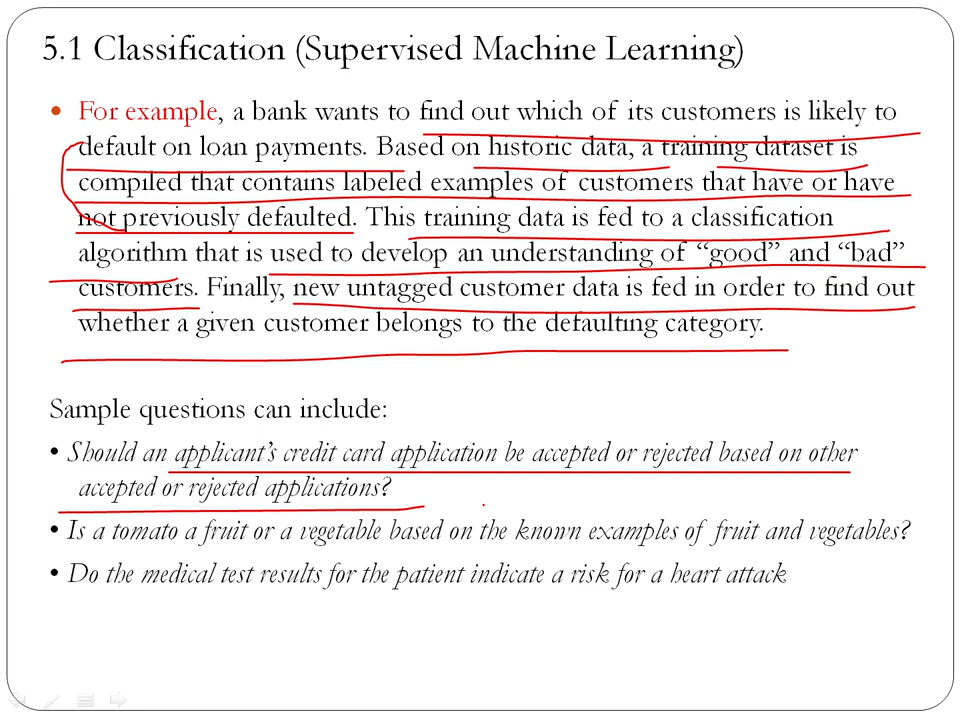 5.1 Classification (Supervised Machine Learning)
• For example, a bank wants to find out which of its customers is likely to
default on loan payments. Based on historic data, a training dataset is
compiled that contains labeled examples of customers that have or have
not previously defaulted. This training data is fed to a classification
algorithm that is used to develop an understanding of “good” and “bad”
customers. Finally, new untagged customer data is fed in order to find out
whether a given customer belongs to the defaulting category.
Sample questions can include:
• Should an applicant’s credit card application be accepted or rejected based on other
accepted or rejected applications?
• Is a tomato a fruit or a vegetable based on the known examples of fruit and vegetables?
• Do the medical test results for the patient indicate a risk for a heart attack